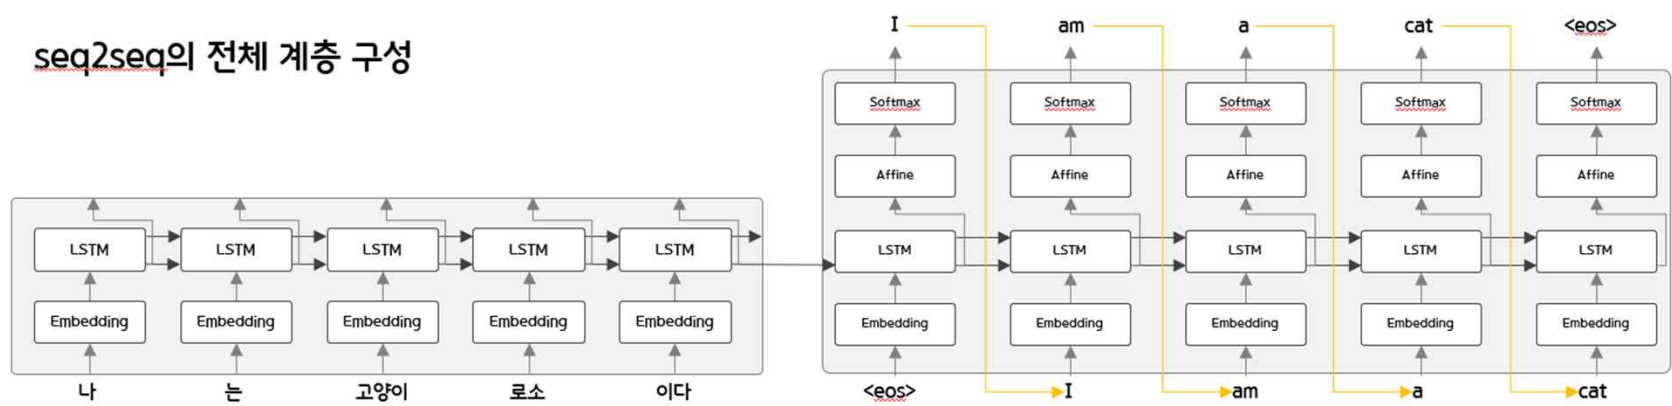 seq2seq의 전체 계층 구성
I am a cat <eos>
Softmax Softmax Softmax Softmax Softmax
Affine Affine Affine Affine Affine
LSTM LSTM LSTM LSTM LSTM LSTM LSTM LSTM LSTM LSTM
Embedding Embedding Embedding Embedding Embedding Embedding Embedding Embedding Embedding Embedding
나 는 고양이 로소 이다 <eos> I am a cat